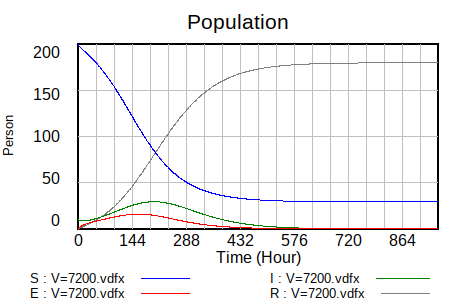 Population
200
150
100
50
0
Person
0 144 288 432 576 720 864
Time (Hour)
S : V=7200.vdfx I : V=7200.vdfx
E : V=7200.vdfx R : V=7200.vdfx